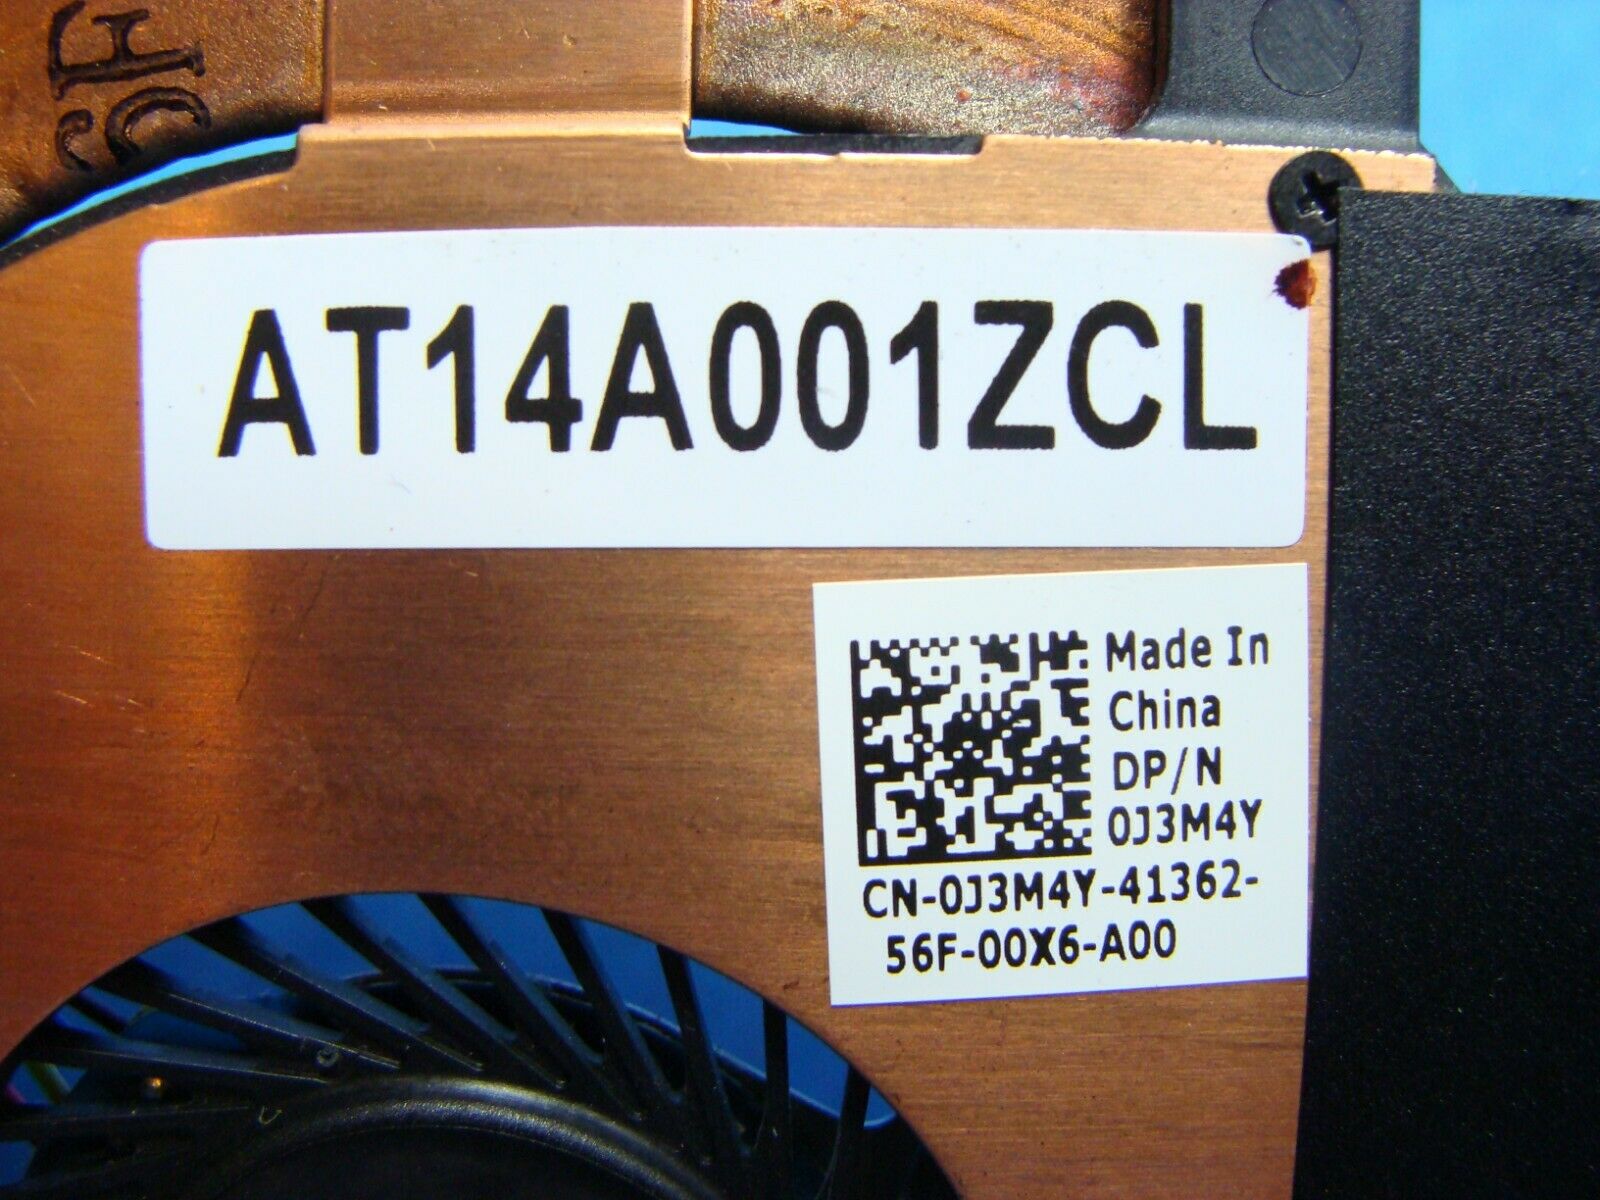 AT14A001ZCL
Made In
China
DP/N
0J3M4Y
CN-0J3M4Y-41362-
56F-00X6-A00